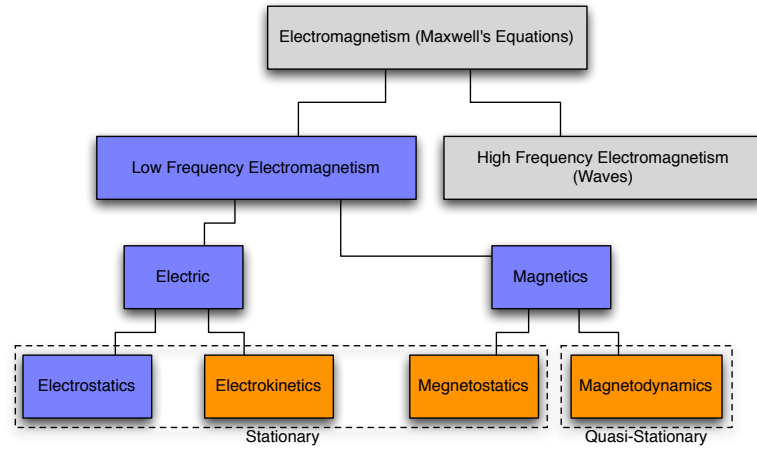 Electromagnetism (Maxwell's Equations)
Low Frequency Electromagnetism
High Frequency Electromagnetism
(Waves)
Electric
Magnetics
Electrostatics
Electrokinetics
Megnetostatics
Magnetodynamics
Stationary
Quasi-Stationary